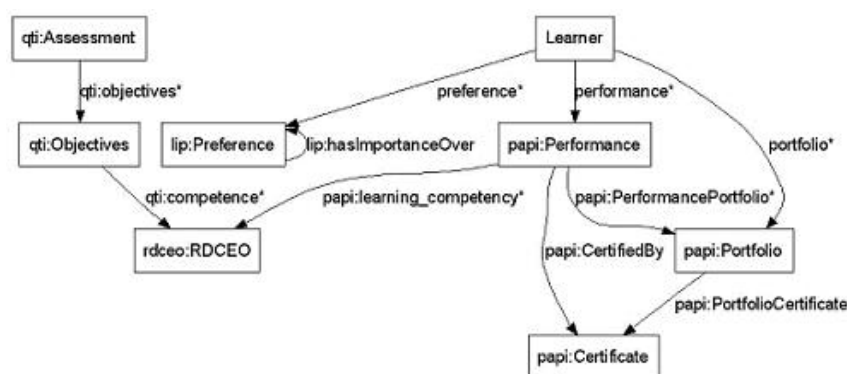 qti:Assessment
Learner
qti:objectives*
preference*
performance*
qti:Objectives
lip:Preference
lip:hasImportanceOver
papi:Performance
portfolio*
qti:competence*
papi:learning_competency*
papi:PerformancePortfolio*
rdceo:RDCEO
papi:CertifiedBy
papi:Portfolio
papi:PortfolioCertificate
papi:Certificate